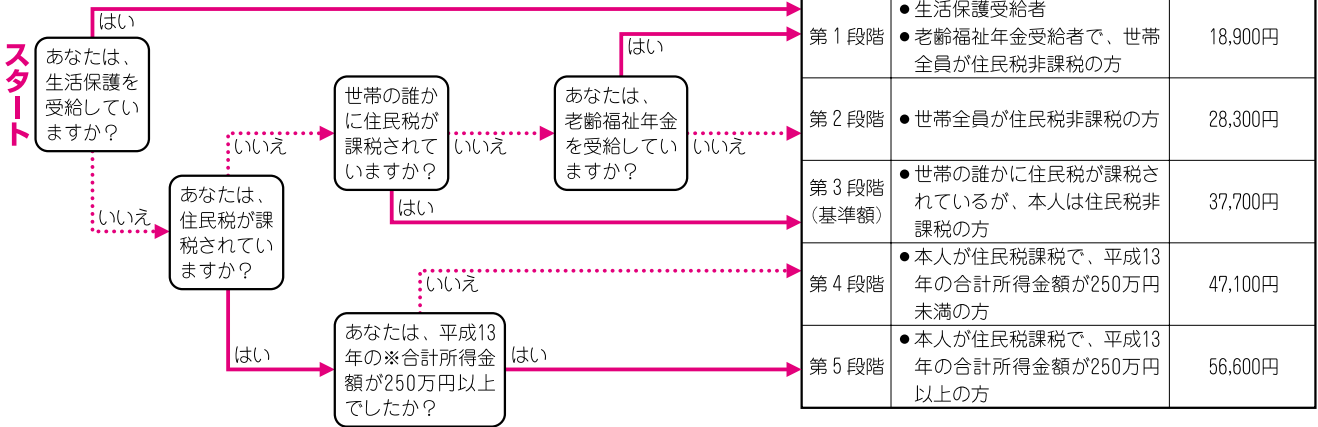 スタート
あなたは、
生活保護を
受給してい
ますか？
はい
いいえ
あなたは、
住民税が課
税されてい
ますか？
いいえ
はい
世帯の誰か
に住民税が
課税されて
いますか？
いいえ
はい
あなたは、
老齢福祉年金
を受給してい
ますか？
はい
いいえ
あなたは、平成13
年の※合計所得金
額が250万円以上
でしたか？
いいえ
はい
第１段階
●生活保護受給者
●老齢福祉年金受給者で、世帯
全員が住民税非課税の方
18,900円
第２段階
●世帯全員が住民税非課税の方
28,300円
第３段階
（基準額）
●世帯の誰かに住民税が課税さ
れているが、本人は住民税非
課税の方
37,700円
第４段階
●本人が住民税課税で、平成13
年の合計所得金額が250万円
未満の方
47,100円
第５段階
●本人が住民税課税で、平成13
年の合計所得金額が250万円
以上の方
56,600円